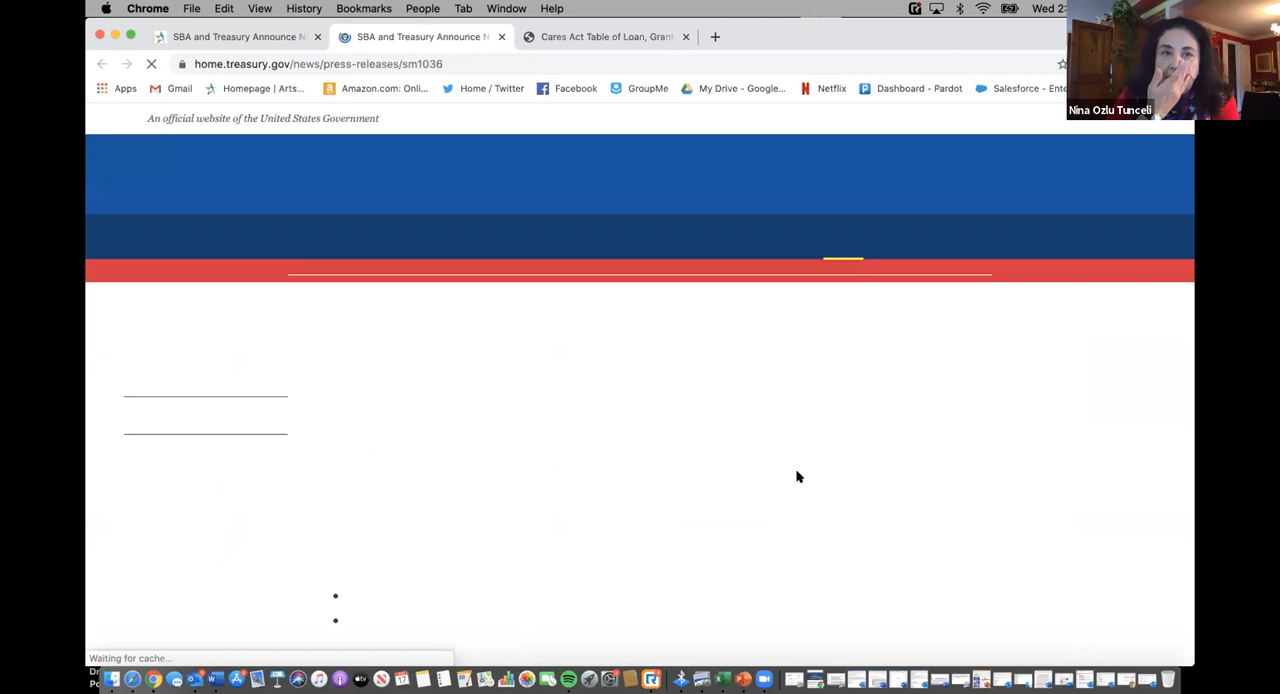 Chrome File Edit View History Bookmarks People Tab Window Help Wed 2:
SBA and Treasury Announce N SBA and Treasury Announce N Cares Act Table of Loan, Grant
home.treasury.gov/news/press-releases/sm1036
Apps Gmail Homepage | Arts... Amazon.com: Onli... Home / Twitter Facebook GroupMe My Drive - Google... Netflix Dashboard - Pardot Salesforce - Ente
Nina Ozlu Tunceli
An official website of the United States Government
Waiting for cache...